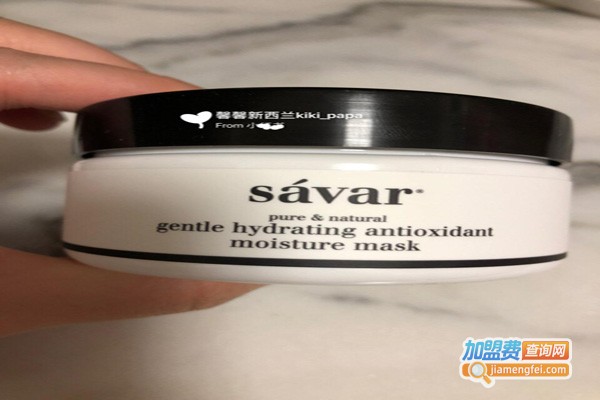 馨馨新西兰kiki_papa
From 小
sávar®
pure & natural
gentle hydrating antioxidant
moisture mask
加盟费查询网
jiamengfei.com